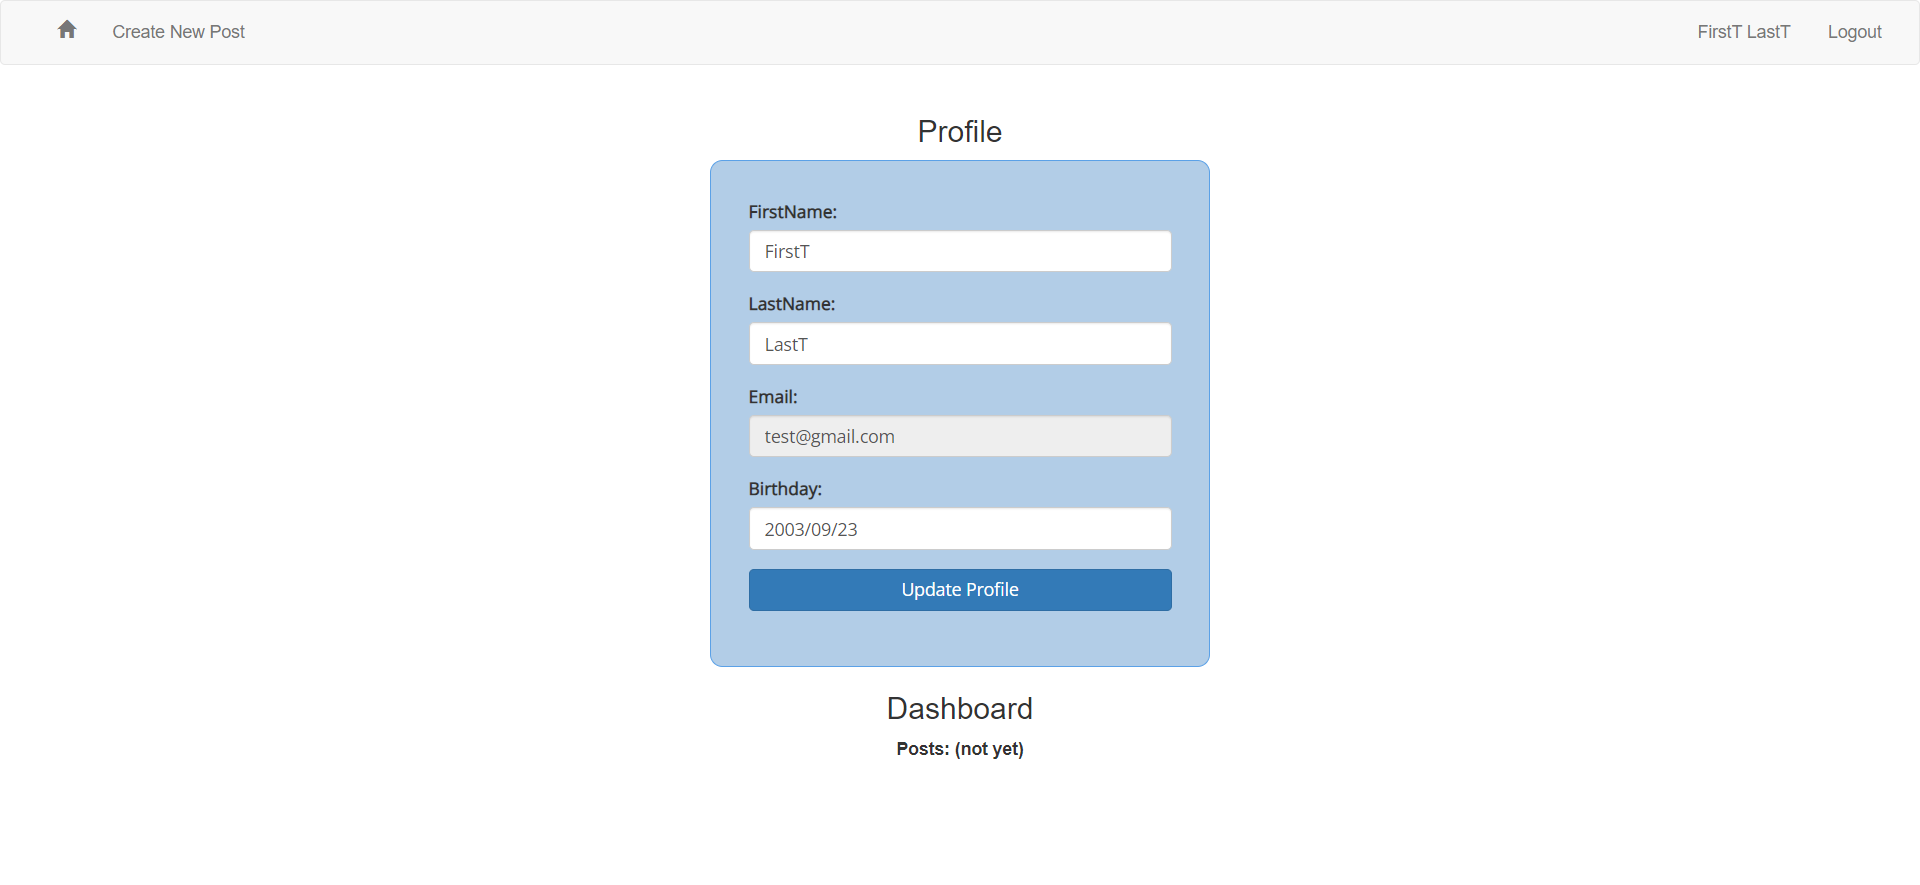 Create New Post FirstT LastT Logout
Profile
FirstName:
FirstT
LastName:
LastT
Email:
test@gmail.com
Birthday:
2003/09/23
Update Profile
Dashboard
Posts: (not yet)